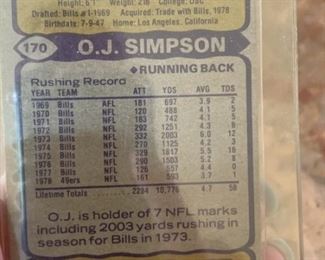 Height: 6'1" Weight: 216 College: USC
Drafted: Bills #1-1969 Acquired: Trade with Bills, 1978
Birthdate: 7-9-47 Home: Los Angeles, California
170 O.J. SIMPSON
◆RUNNING BACK
Rushing Record
YEAR TEAM ATT YDS AVG TDS
1969 Bills NFL 181 697 3.9 2
1970 Bills NFL 120 488 4.1 5
1971 Bills NFL 183 742 4.1 5
1972 Bills NFL 292 1251 4.3 6
1973 Bills NFL 332 2003 6.0 12
1974 Bills NFL 270 1125 4.2 3
1975 Bills NFL 329 1817 5.5 16
1976 Bills NFL 290 1503 5.2 8
1977 Bills NFL 126 557 4.4 0
1978 49ers NFL 161 593 3.7 1
Lifetime Totals 2284 10,776 4.7 58
O.J. is holder of 7 NFL marks
including 2003 yards rushing in
season for Bills in 1973.